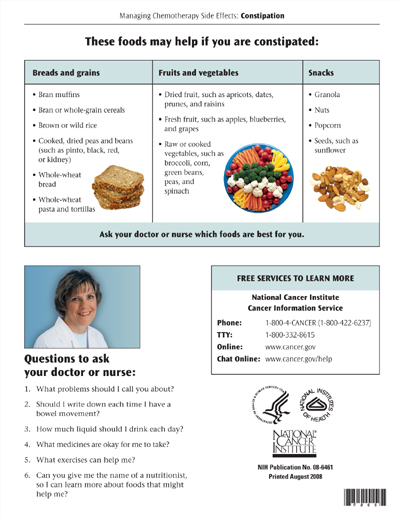 Managing Chemotherapy Side Effects: Constipation
These foods may help if you are constipated:
Breads and grains
• Bran muffins
• Bran or whole-grain cereals
• Brown or wild rice
• Cooked, dried peas and beans
(such as pinto, black, red,
or kidney)
• Whole-wheat
bread
• Whole-wheat
pasta and tortillas
Fruits and vegetables
• Dried fruit, such as apricots, dates,
prunes, and raisins
• Fresh fruit, such as apples, blueberries,
and grapes
• Raw or cooked
vegetables, such as
broccoli, corn,
green beans,
peas, and
spinach
Snacks
• Granola
• Nuts
• Popcorn
• Seeds, such as
sunflower
Ask your doctor or nurse which foods are best for you.
Questions to ask
your doctor or nurse:
1. What problems should I call you about?
2. Should I write down each time I have a
bowel movement?
3. How much liquid should I drink each day?
4. What medicines are okay for me to take?
5. What exercises can help me?
6. Can you give me the name of a nutritionist,
so I can learn more about foods that might
help me?
FREE SERVICES TO LEARN MORE
National Cancer Institute
Cancer Information Service
Phone: 1-800-4-CANCER (1-800-422-6237)
TTY: 1-800-332-8615
Online: www.cancer.gov
Chat Online: www.cancer.gov/help
NATIONAL INSTITUTES
OF HEALTH
NATIONAL
CANCER
INSTITUTE
NIH Publication No. 08-6461
Printed August 2008